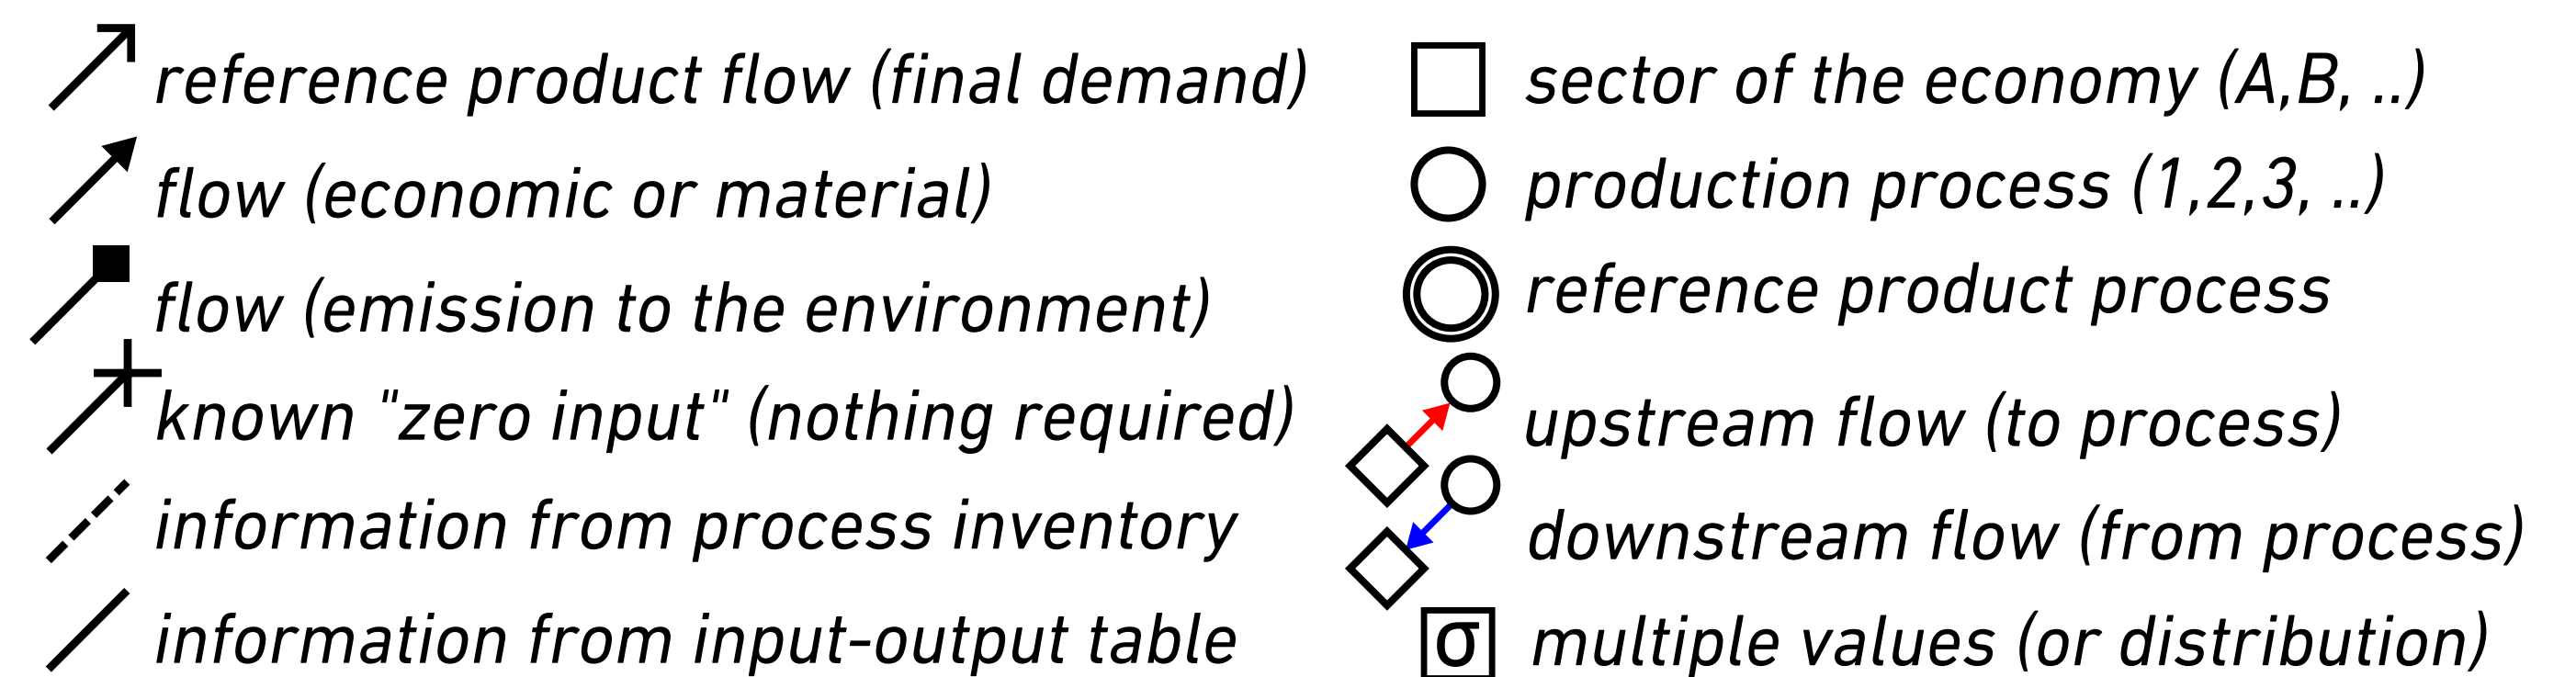 reference product flow (final demand)
flow (economic or material)
flow (emission to the environment)
known "zero input" (nothing required)
information from process inventory
information from input-output table
sector of the economy (A,B, ..)
production process (1,2,3, ..)
reference product process
upstream flow (to process)
downstream flow (from process)
σ multiple values (or distribution)